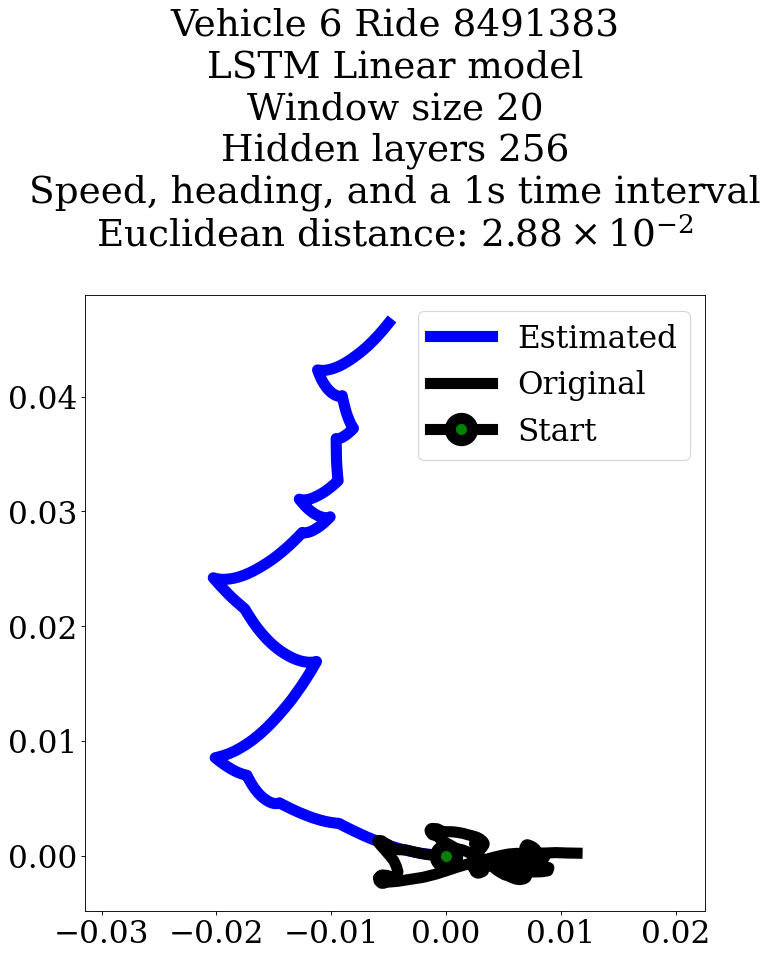 Vehicle 6 Ride 8491383
LSTM Linear model
Window size 20
Hidden layers 256
Speed, heading, and a 1s time interval
Euclidean distance: 2.88 × 10⁻²
Estimated
Original
Start
0.04
0.03
0.02
0.01
0.00
−0.03 −0.02 −0.01 0.00 0.01 0.02